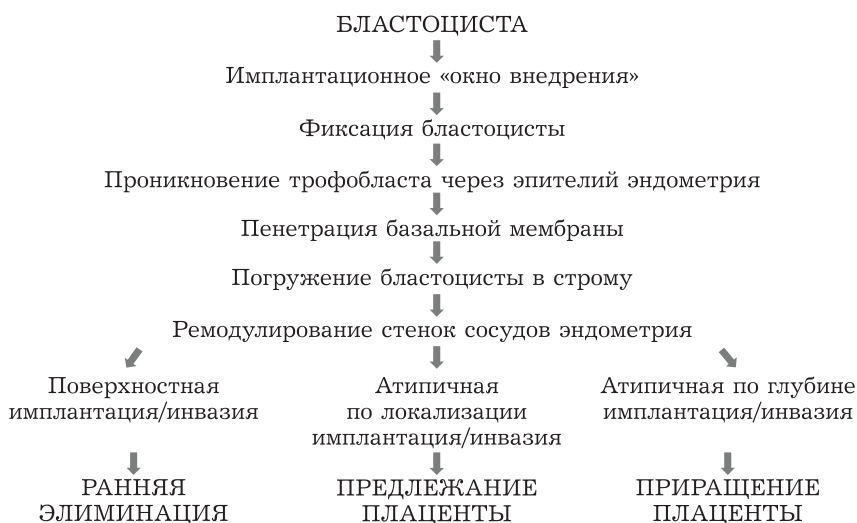 БЛАСТОЦИСТА
Имплантационное «окно внедрения»
Фиксация бластоцисты
Проникновение трофобласта через эпителий эндометрия
Пенетрация базальной мембраны
Погружение бластоцисты в строму
Ремодулирование стенок сосудов эндометрия
Поверхностная
имплантация/инвазия
Атипичная
по локализации
имплантация/инвазия
Атипичная по глубине
имплантация/инвазия
РАННЯЯ
ЭЛИМИНАЦИЯ
ПРЕДЛЕЖАНИЕ
ПЛАЦЕНТЫ
ПРИРАЩЕНИЕ
ПЛАЦЕНТЫ